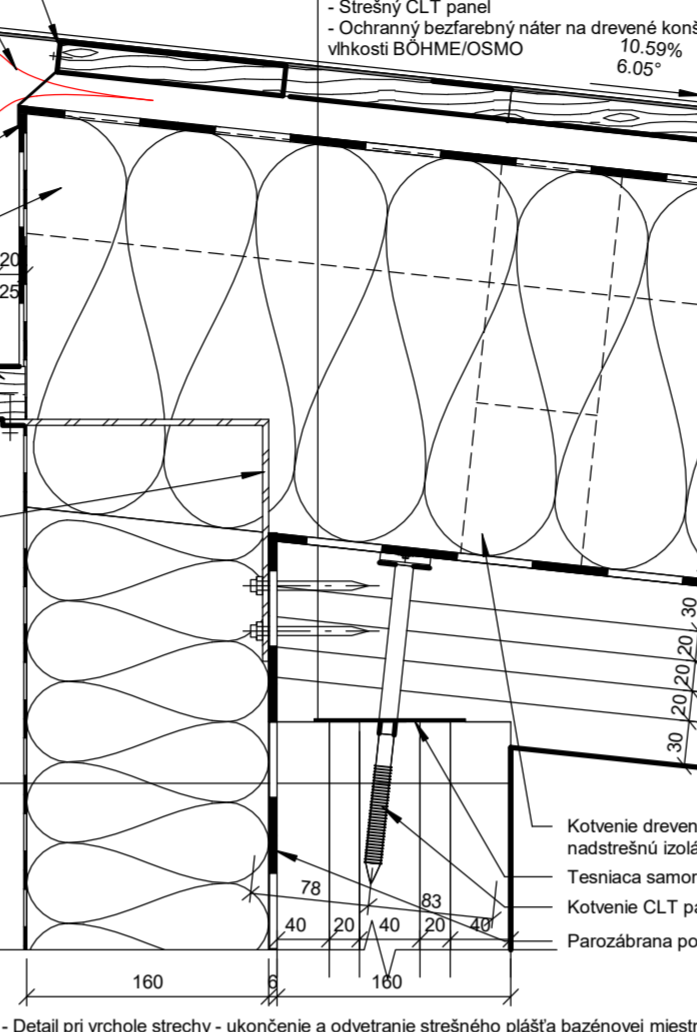 - Strešný CLT panel
- Ochranný bezfarebný náter na drevené konš
vlhkosti BÖHME/OSMO
10.59%
6.05°
20
25
30
20
20
20
30
Kotvenie dreven
nadstrešnú izolá
Tesniaca samor
Kotvenie CLT pa
Parozábrana po
78
83
40
20
40
20
40
160
6
160
- Detail pri vrchole strechy - ukončenie a odvetranie strešného plášťa bazénovej miestn